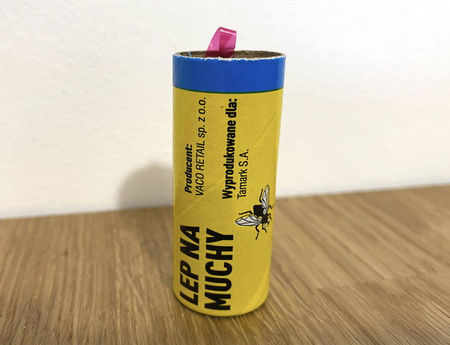 LEP NA
MUCHY
Producent:
VACO RETAIL sp. z o.o.
Wyprodukowane dla:
Tamark S.A.